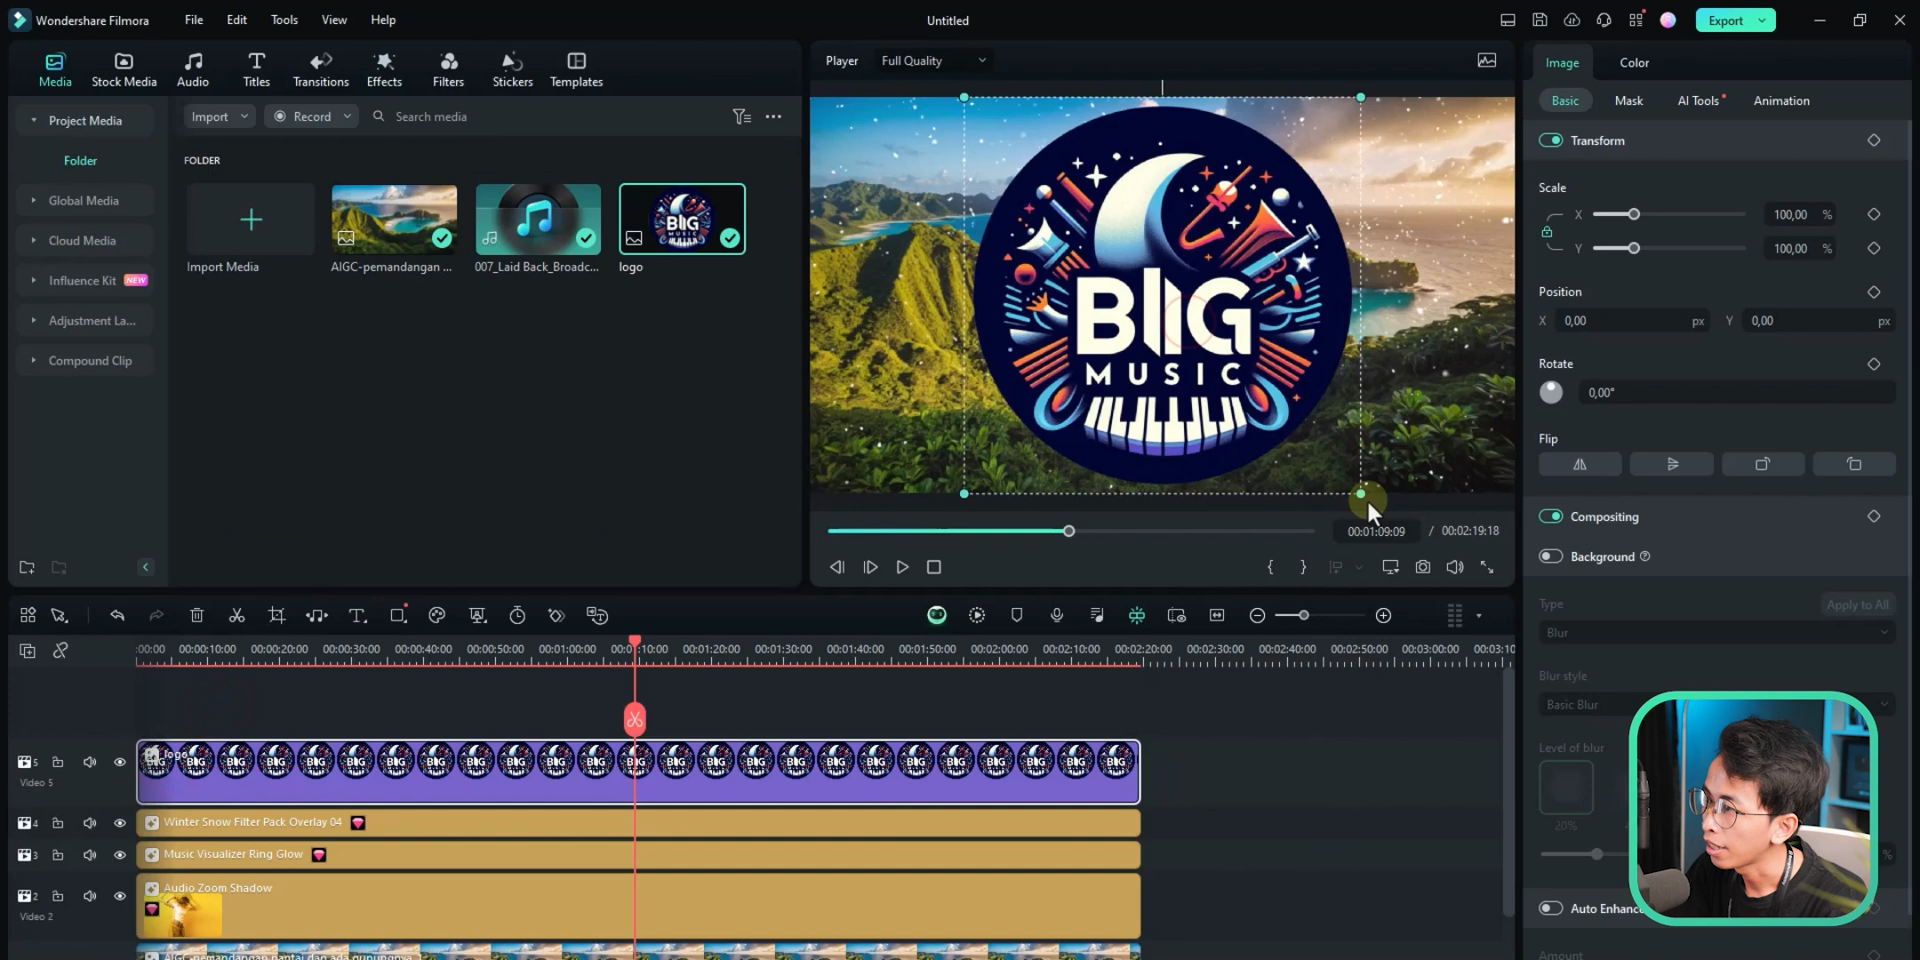 Wondershare Filmora
File
Edit
Tools
View
Help
Untitled
Export
Media
Stock Media
Audio
Titles
Transitions
Effects
Filters
Stickers
Templates
Project Media
Folder
Global Media
Cloud Media
Influence Kit NEW
Adjustment La...
Compound Clip
Import
Record
Search media
FOLDER
Import Media
AIGC-pemandangan ...
007_Laid Back_Broadc...
logo
Player
Full Quality
BIIG
MUSIC
00:01:09:09 / 00:02:19:18
Image
Color
Basic
Mask
AI Tools
Animation
Transform
Scale
X 100,00 %
Y 100,00 %
Position
X 0,00 px Y 0,00 px
Rotate
0,00°
Flip
Compositing
Background
Type
Apply to All
Blur
Blur style
Basic Blur
Level of blur
20%
%
Auto Enhance
Amount
:00:00 00:00:10:00 00:00:20:00 00:00:30:00 00:00:40:00 00:00:50:00 00:01:00:00 00:01:10:00 00:01:20:00 00:01:30:00 00:01:40:00 00:01:50:00 00:02:00:00 00:02:10:00 00:02:20:00 00:02:30:00 00:02:40:00 00:02:50:00 00:03:00:00 00:03:10
5
Video 5
logo
4
Winter Snow Filter Pack Overlay 04
3
Music Visualizer Ring Glow
2
Video 2
Audio Zoom Shadow
AIGC-pemandangan pantai dan ada gunungnya